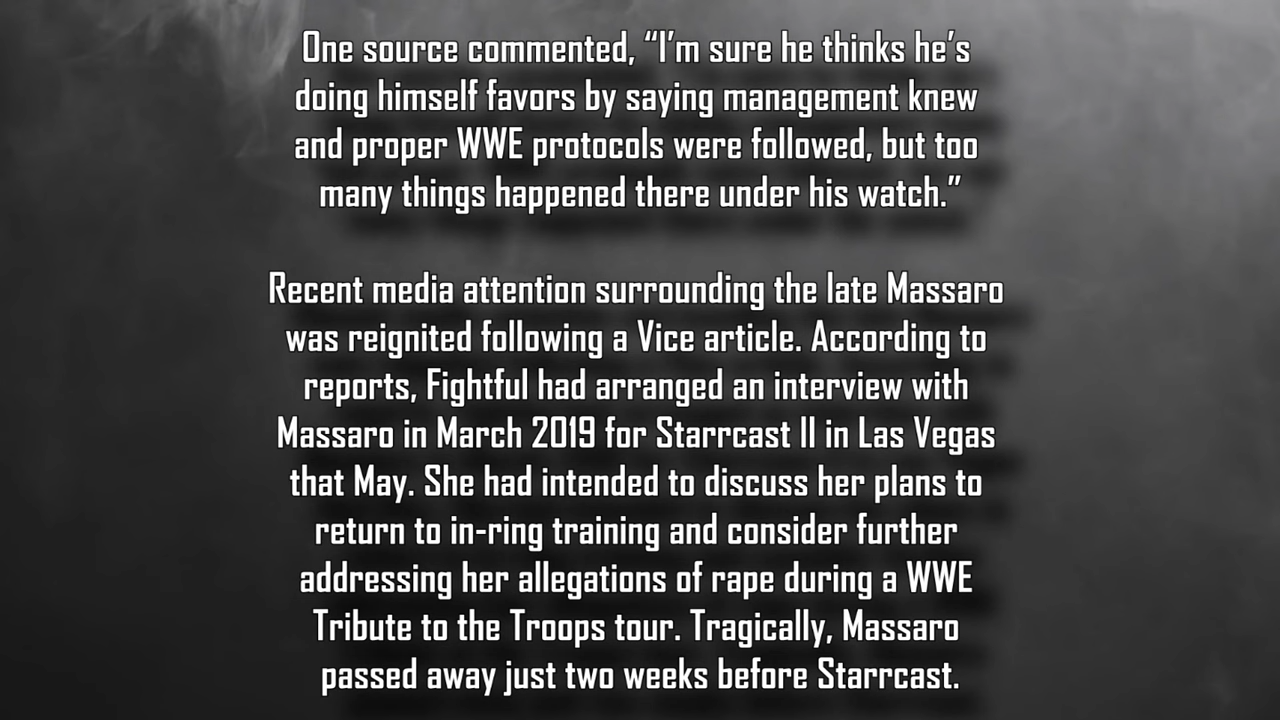 One source commented, “I’m sure he thinks he’s
doing himself favors by saying management knew
and proper WWE protocols were followed, but too
many things happened there under his watch.”
Recent media attention surrounding the late Massaro
was reignited following a Vice article. According to
reports, Fightful had arranged an interview with
Massaro in March 2019 for Starrcast II in Las Vegas
that May. She had intended to discuss her plans to
return to in-ring training and consider further
addressing her allegations of rape during a WWE
Tribute to the Troops tour. Tragically, Massaro
passed away just two weeks before Starrcast.